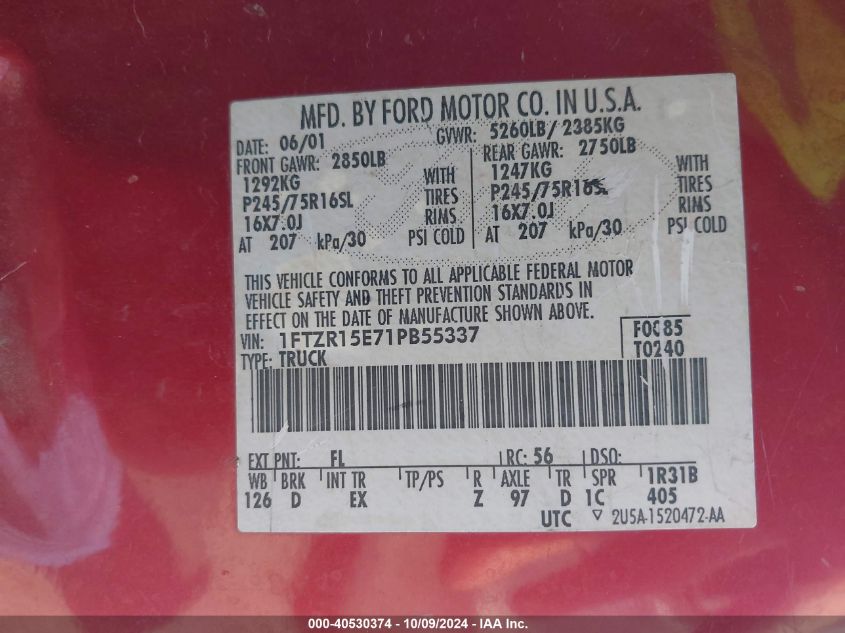 MFD. BY FORD MOTOR CO. IN U.S.A.
DATE: 06/01 GVWR: 5260LB/ 2385KG
FRONT GAWR: 2850LB REAR GAWR: 2750LB
1292KG WITH 1247KG WITH
P245/75R16SL TIRES P245/75R16SL TIRES
16X7.0J RIMS 16X7.0J RIMS
AT 207 kPa/30 PSI COLD AT 207 kPa/30 PSI COLD
THIS VEHICLE CONFORMS TO ALL APPLICABLE FEDERAL MOTOR
VEHICLE SAFETY AND THEFT PREVENTION STANDARDS IN
EFFECT ON THE DATE OF MANUFACTURE SHOWN ABOVE.
VIN: 1FTZR15E71PB55337 F0C85
TYPE: TRUCK T0240
EXT PNT: FL RC: 56 DSO:
WB BRK INT TR TP/PS R AXLE TR SPR 1R31B
126 D EX Z 97 D 1C 405
UTC ▽ 2U5A-1520472-AA
000-40530374 - 10/09/2024 - IAA Inc.